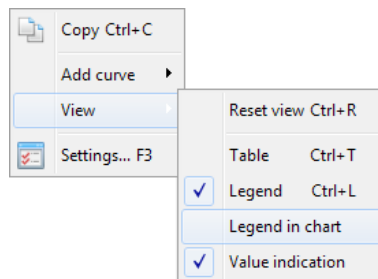 Copy Ctrl+C
Add curve
View
Settings... F3
Reset view Ctrl+R
Table Ctrl+T
Legend Ctrl+L
Legend in chart
Value indication